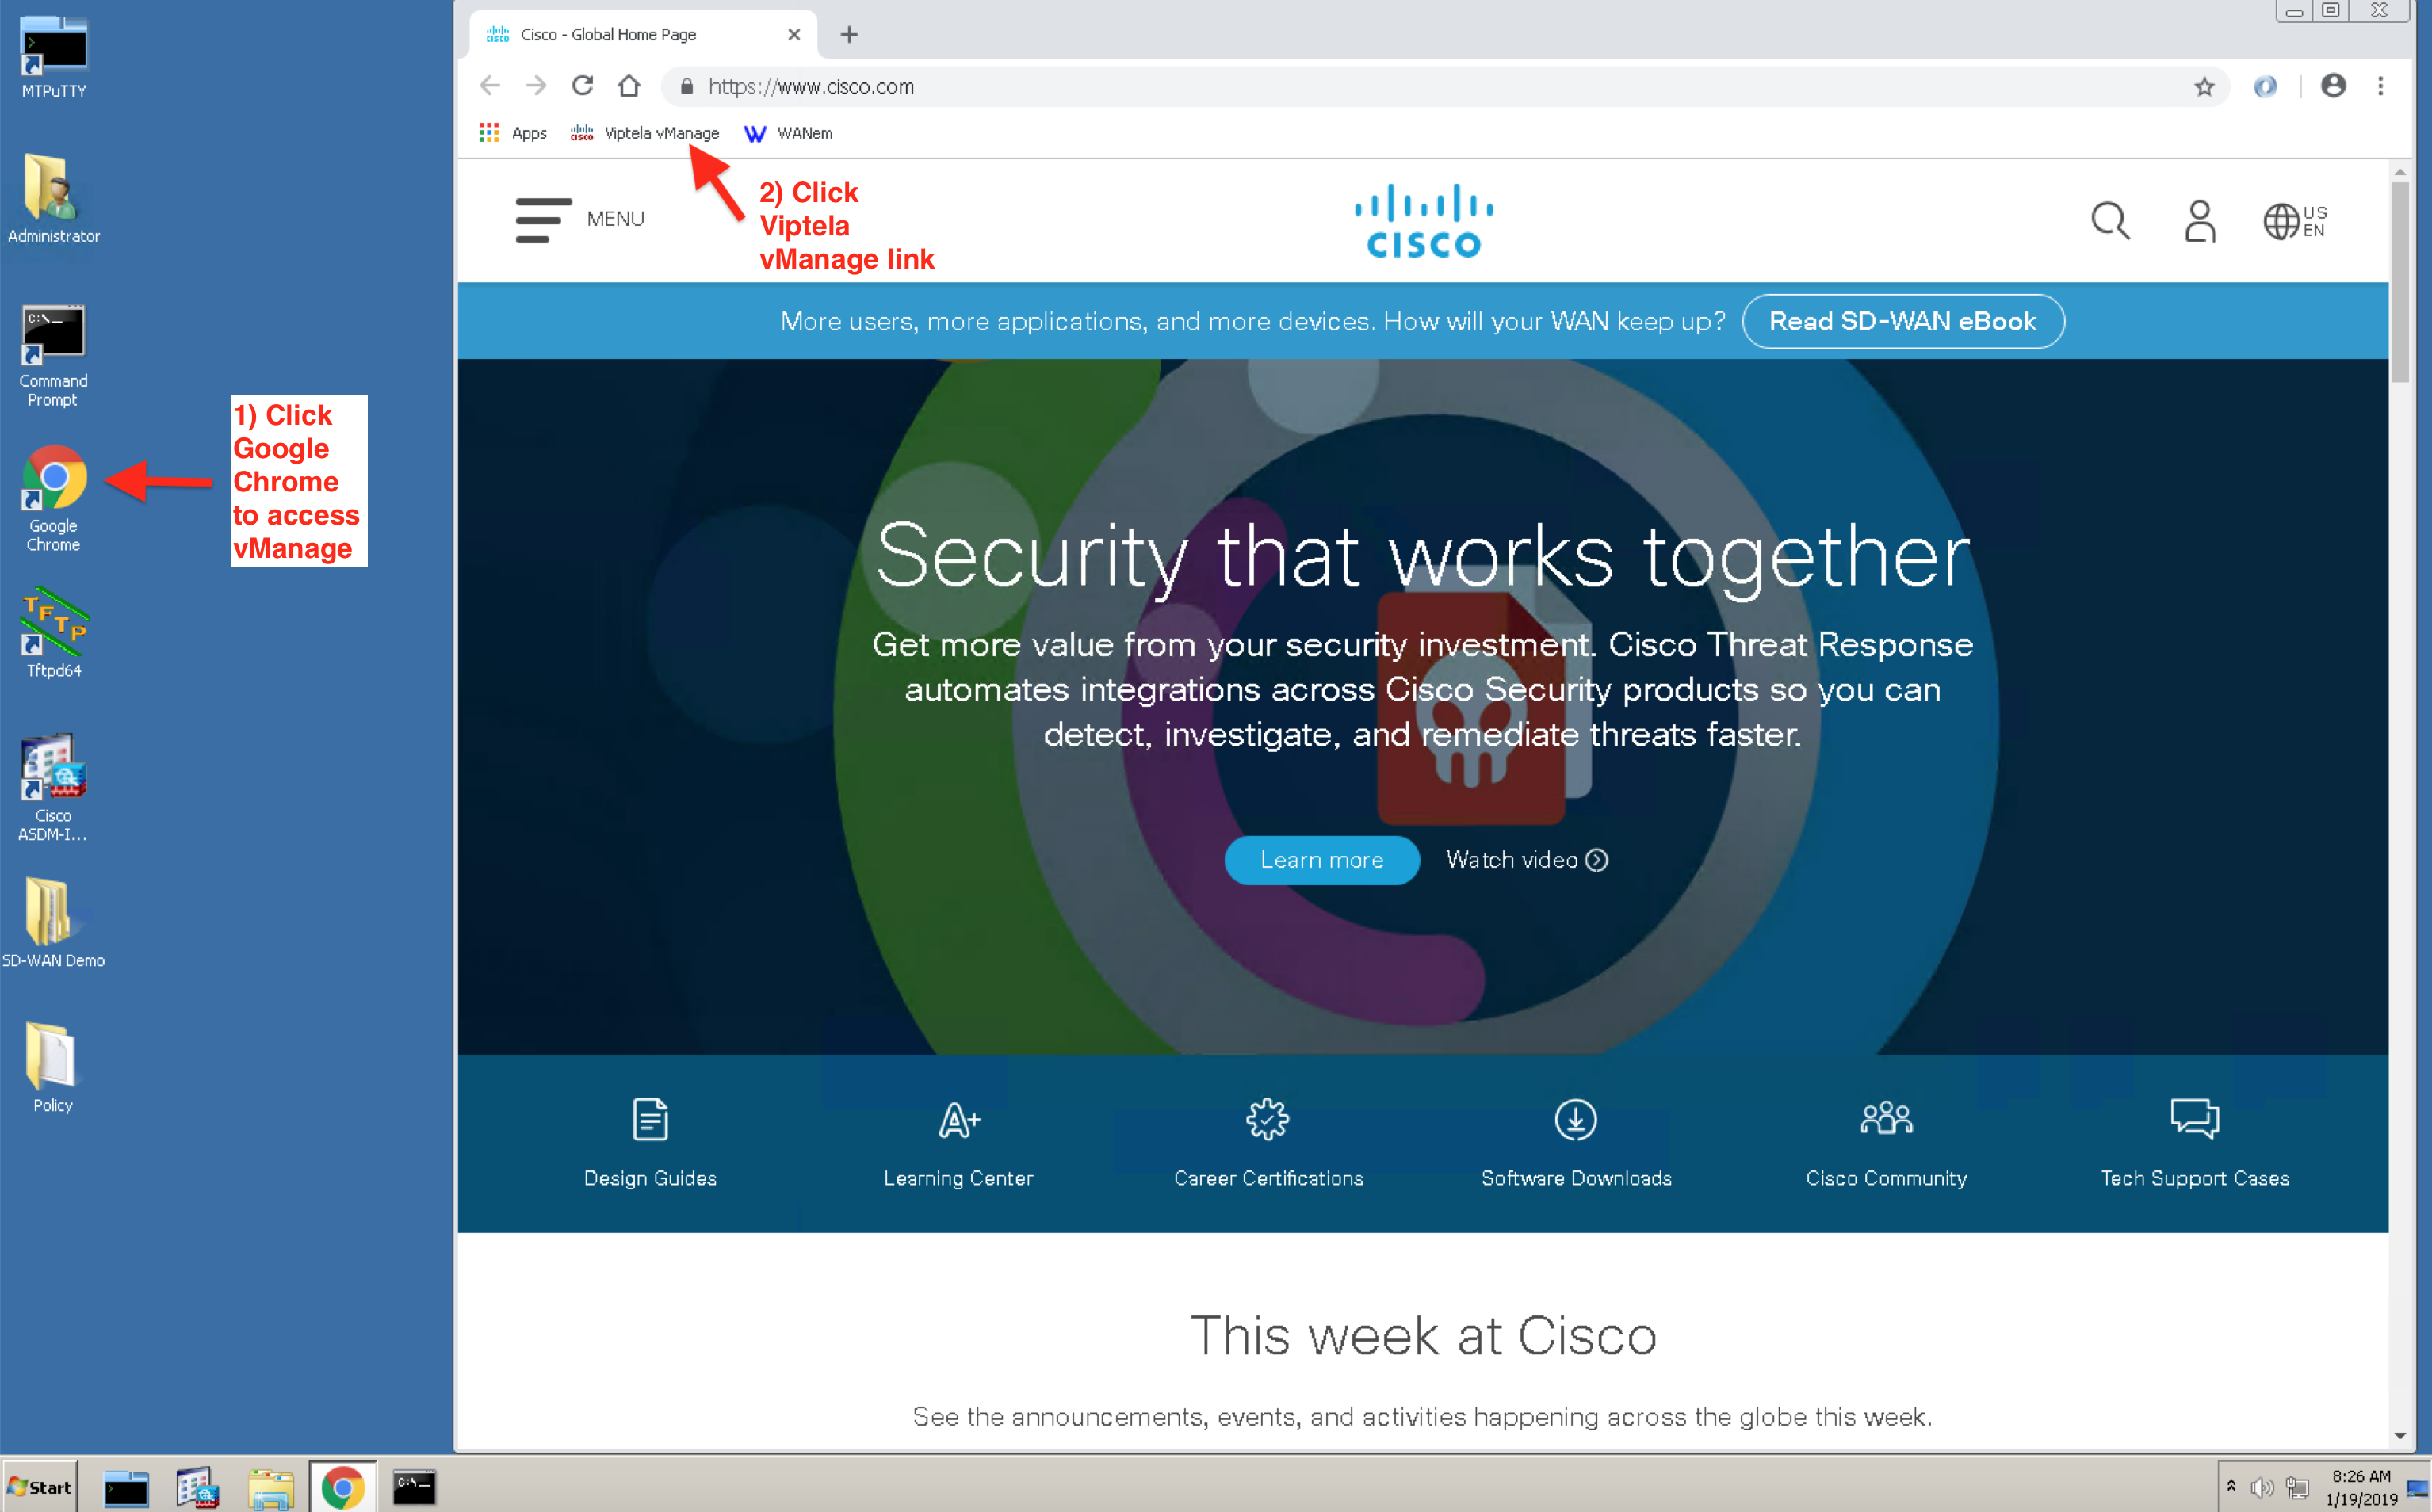 MTPuTTY
Administrator
C:\_
Command
Prompt
Google
Chrome
TFTP
Tftpd64
Cisco
ASDM-I...
SD-WAN Demo
Policy
1) Click
Google
Chrome
to access
vManage
cisco Cisco - Global Home Page
https://www.cisco.com
Apps
cisco Viptela vManage
W WANem
2) Click
Viptela
vManage link
MENU
CISCO
US
EN
More users, more applications, and more devices. How will your WAN keep up? Read SD-WAN eBook
Security that works together
Get more value from your security investment. Cisco Threat Response
automates integrations across Cisco Security products so you can
detect, investigate, and remediate threats faster.
Learn more Watch video
A+
Design Guides
Learning Center
Career Certifications
Software Downloads
Cisco Community
Tech Support Cases
This week at Cisco
See the announcements, events, and activities happening across the globe this week.
Start
C:\_
8:26 AM
1/19/2019